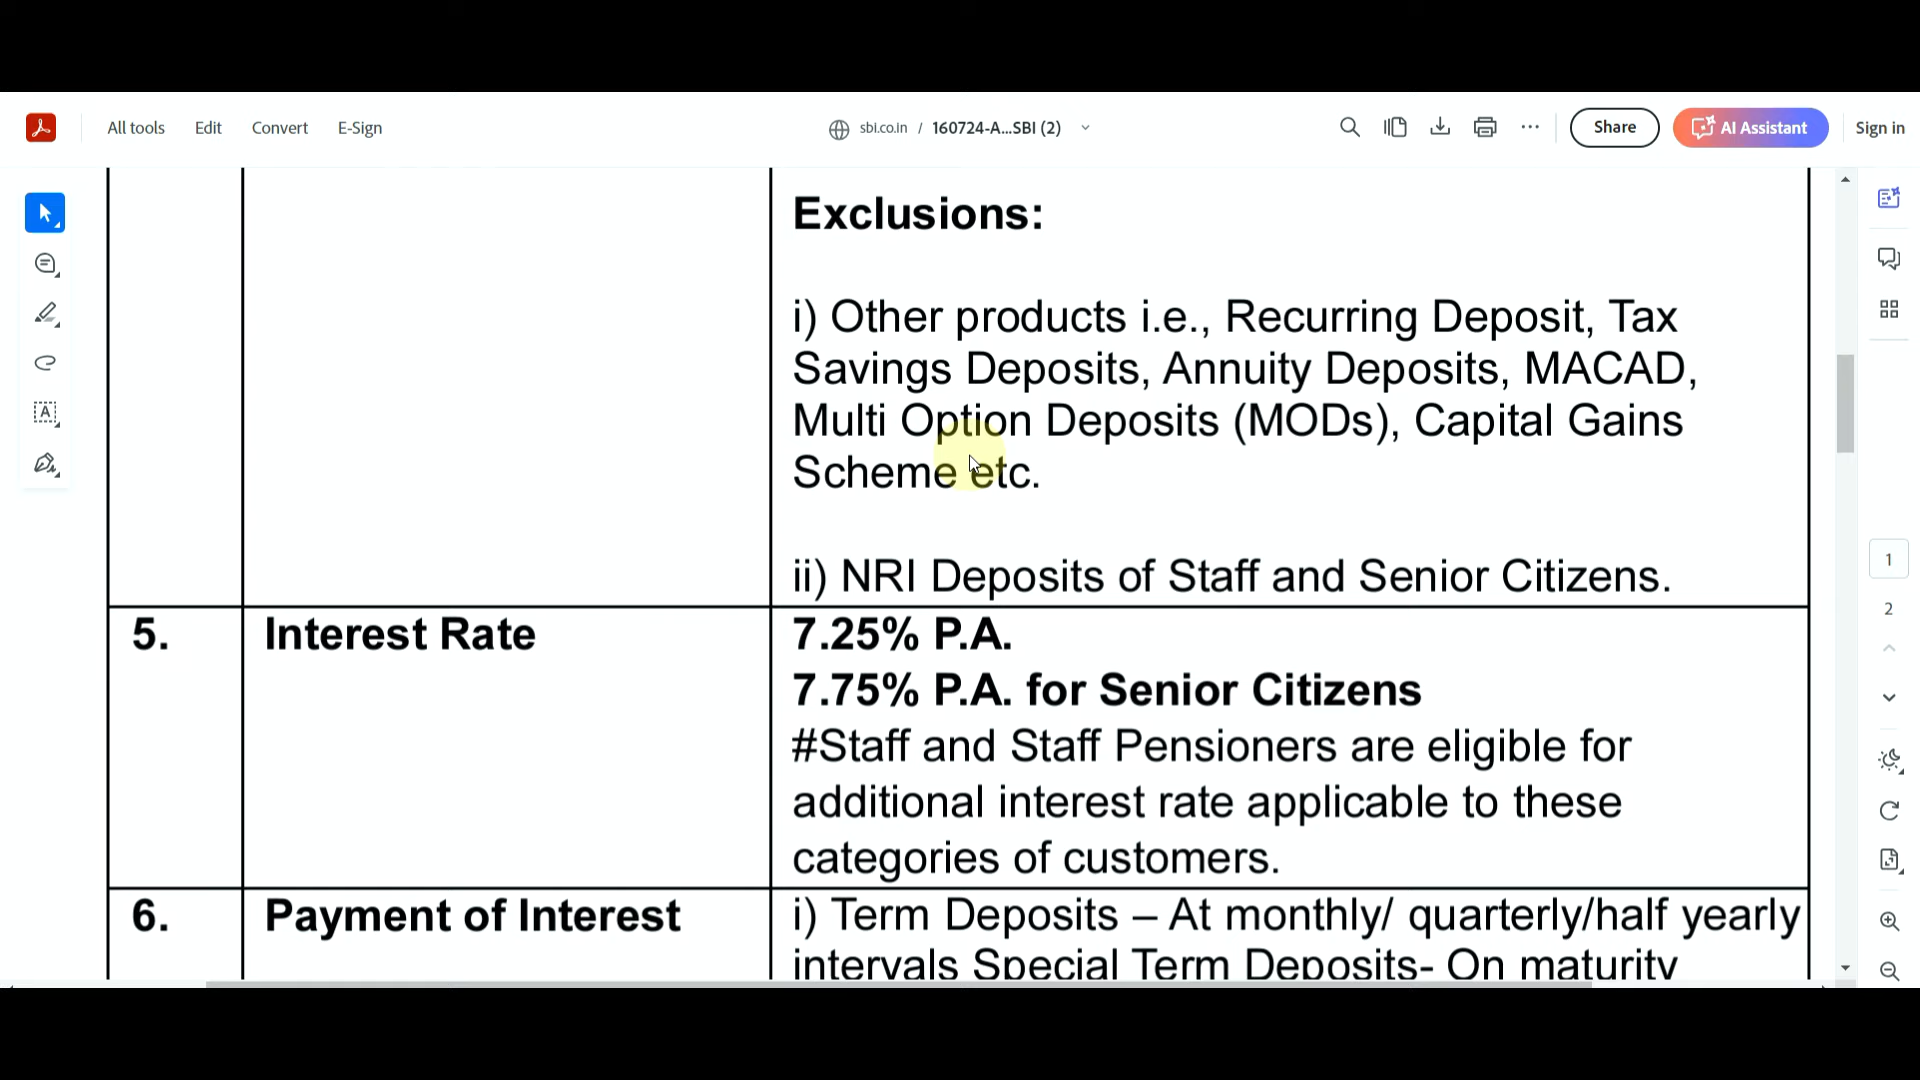 All tools Edit Convert E-Sign sbi.co.in / 160724-A...SBI (2) Share AI Assistant Sign in
Exclusions:
i) Other products i.e., Recurring Deposit, Tax
Savings Deposits, Annuity Deposits, MACAD,
Multi Option Deposits (MODs), Capital Gains
Scheme etc.
ii) NRI Deposits of Staff and Senior Citizens.
5. Interest Rate 7.25% P.A.
7.75% P.A. for Senior Citizens
#Staff and Staff Pensioners are eligible for
additional interest rate applicable to these
categories of customers.
6. Payment of Interest i) Term Deposits – At monthly/ quarterly/half yearly
intervals Special Term Deposits- On maturity
1
2